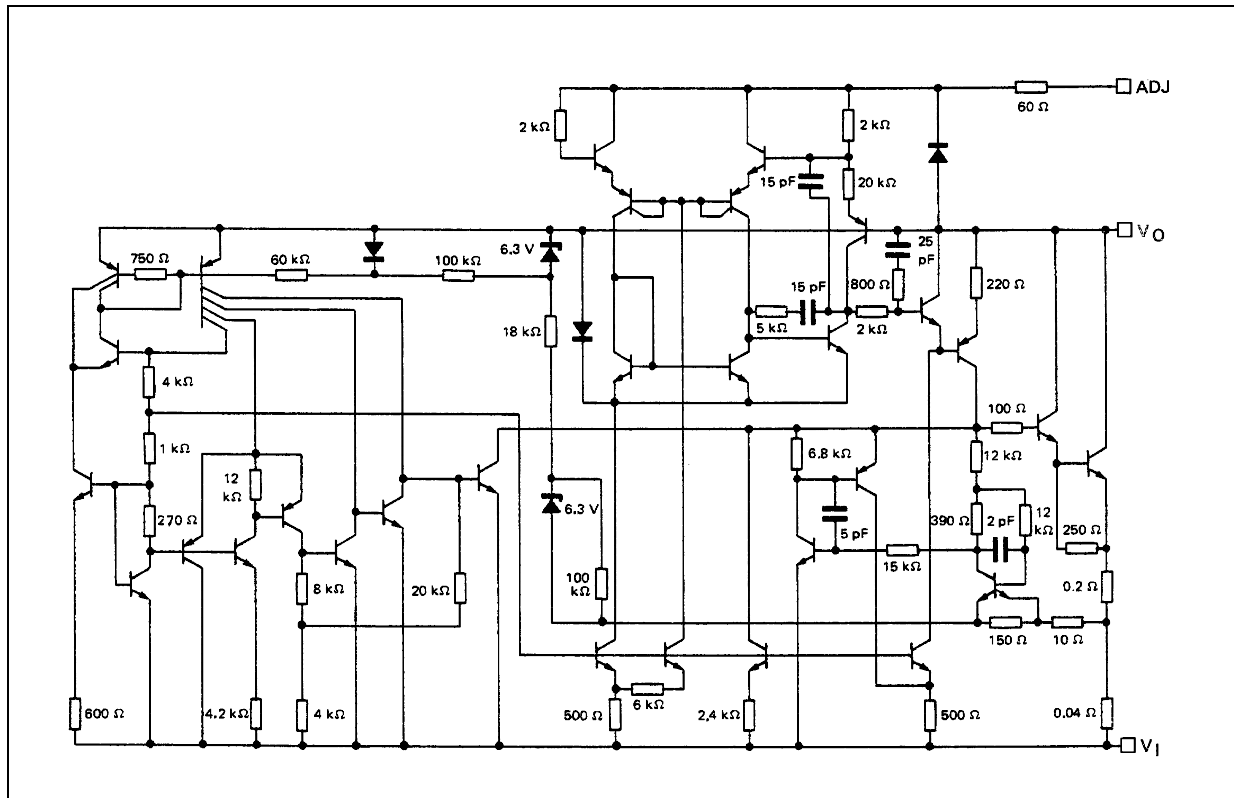 ADJ
60 Ω
2 kΩ
2 kΩ
15 pF
20 kΩ
V O
750 Ω
60 kΩ
100 kΩ
6.3 V
25 pF
15 pF
800 Ω
220 Ω
5 kΩ
2 kΩ
18 kΩ
4 kΩ
100 Ω
1 kΩ
6.8 kΩ
12 kΩ
12 kΩ
6.3 V
270 Ω
5 pF
390 Ω
2 pF
12 kΩ
250 Ω
15 kΩ
8 kΩ
20 kΩ
100 kΩ
0.2 Ω
150 Ω
10 Ω
600 Ω
4.2 kΩ
4 kΩ
500 Ω
6 kΩ
2,4 kΩ
500 Ω
0.04 Ω
V I